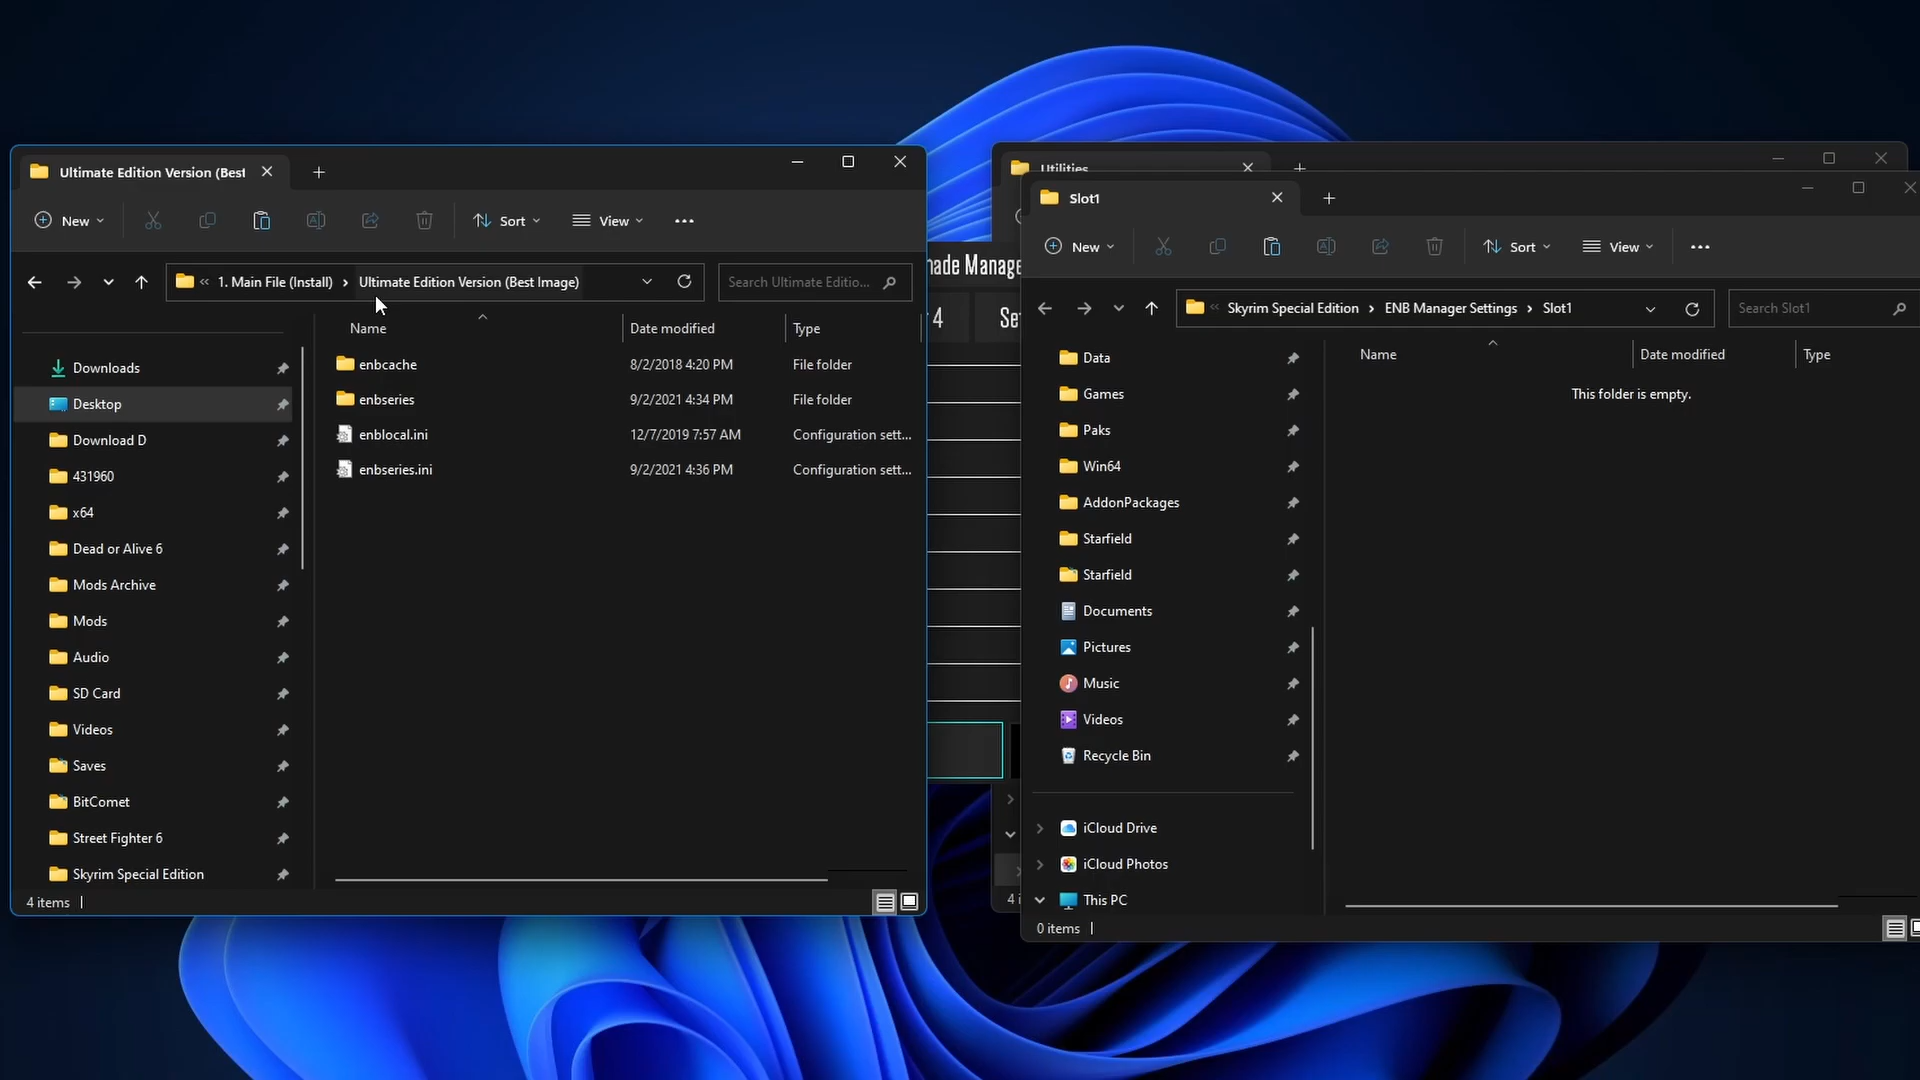 Ultimate Edition Version (Best
New
Sort
View
1. Main File (Install)
Ultimate Edition Version (Best Image)
Search Ultimate Editio...
Name
Date modified
Type
enbcache
8/2/2018 4:20 PM
File folder
enbseries
9/2/2021 4:34 PM
File folder
enblocal.ini
12/7/2019 7:57 AM
Configuration sett...
enbseries.ini
9/2/2021 4:36 PM
Configuration sett...
Downloads
Desktop
Download D
431960
x64
Dead or Alive 6
Mods Archive
Mods
Audio
SD Card
Videos
Saves
BitComet
Street Fighter 6
Skyrim Special Edition
4 items
Utilities
4
Slot1
New
Sort
View
Skyrim Special Edition
ENB Manager Settings
Slot1
Search Slot1
Name
Date modified
Type
This folder is empty.
Data
Games
Paks
Win64
AddonPackages
Starfield
Starfield
Documents
Pictures
Music
Videos
Recycle Bin
iCloud Drive
iCloud Photos
This PC
0 items